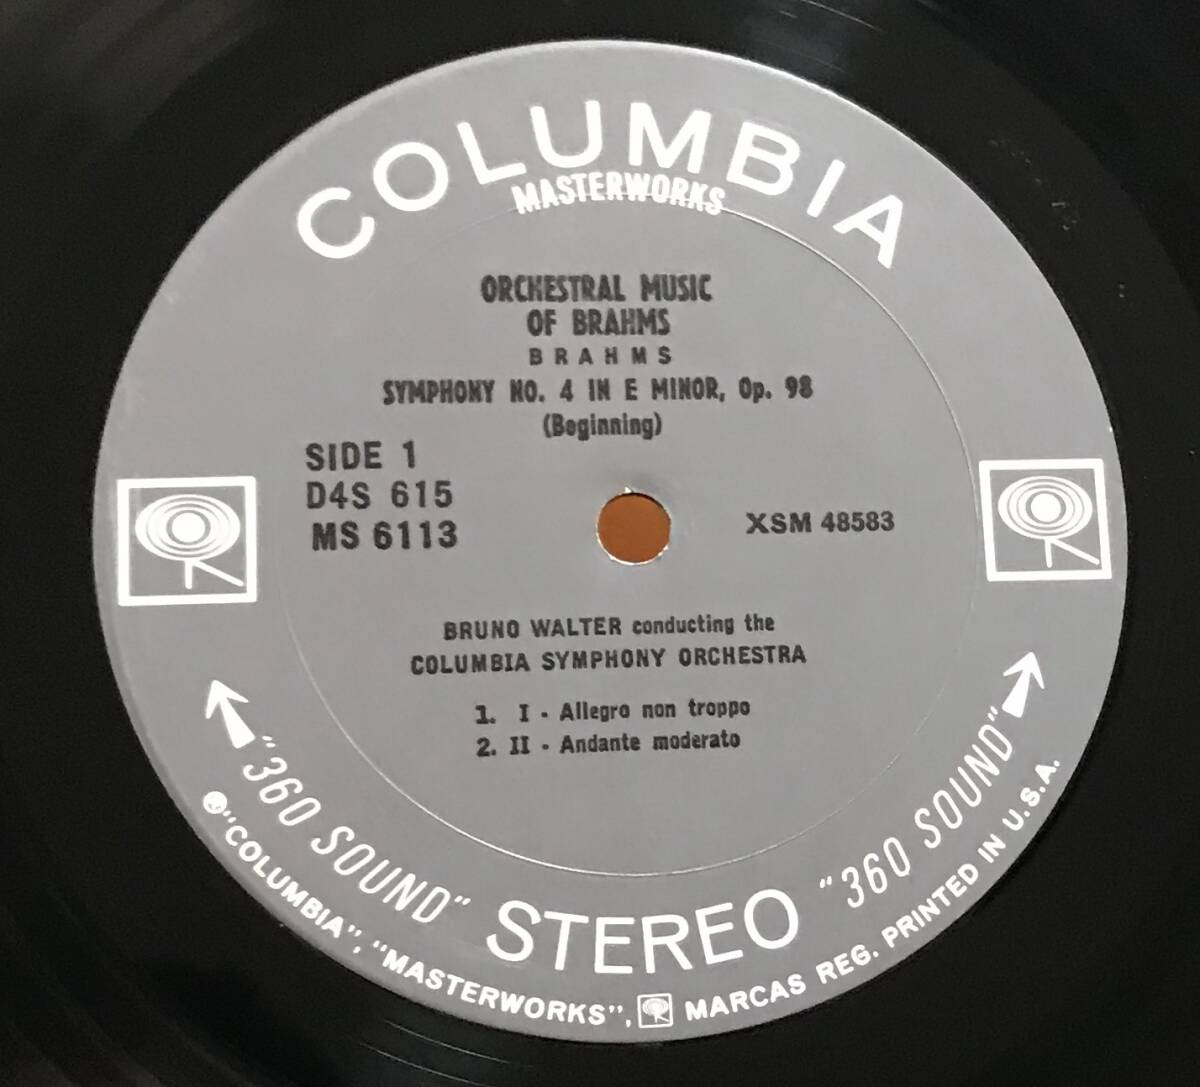 COLUMBIA
MASTERWORKS
ORCHESTRAL MUSIC
OF BRAHMS
BRAHMS
SYMPHONY NO. 4 IN E MINOR, Op. 98
(Beginning)
SIDE 1
D4S 615
MS 6113
XSM 48583
BRUNO WALTER conducting the
COLUMBIA SYMPHONY ORCHESTRA
1. I - Allegro non troppo
2. II - Andante moderato
"360 SOUND" STEREO "360 SOUND"
®"COLUMBIA", "MASTERWORKS", MARCAS REG. PRINTED IN U.S.A.